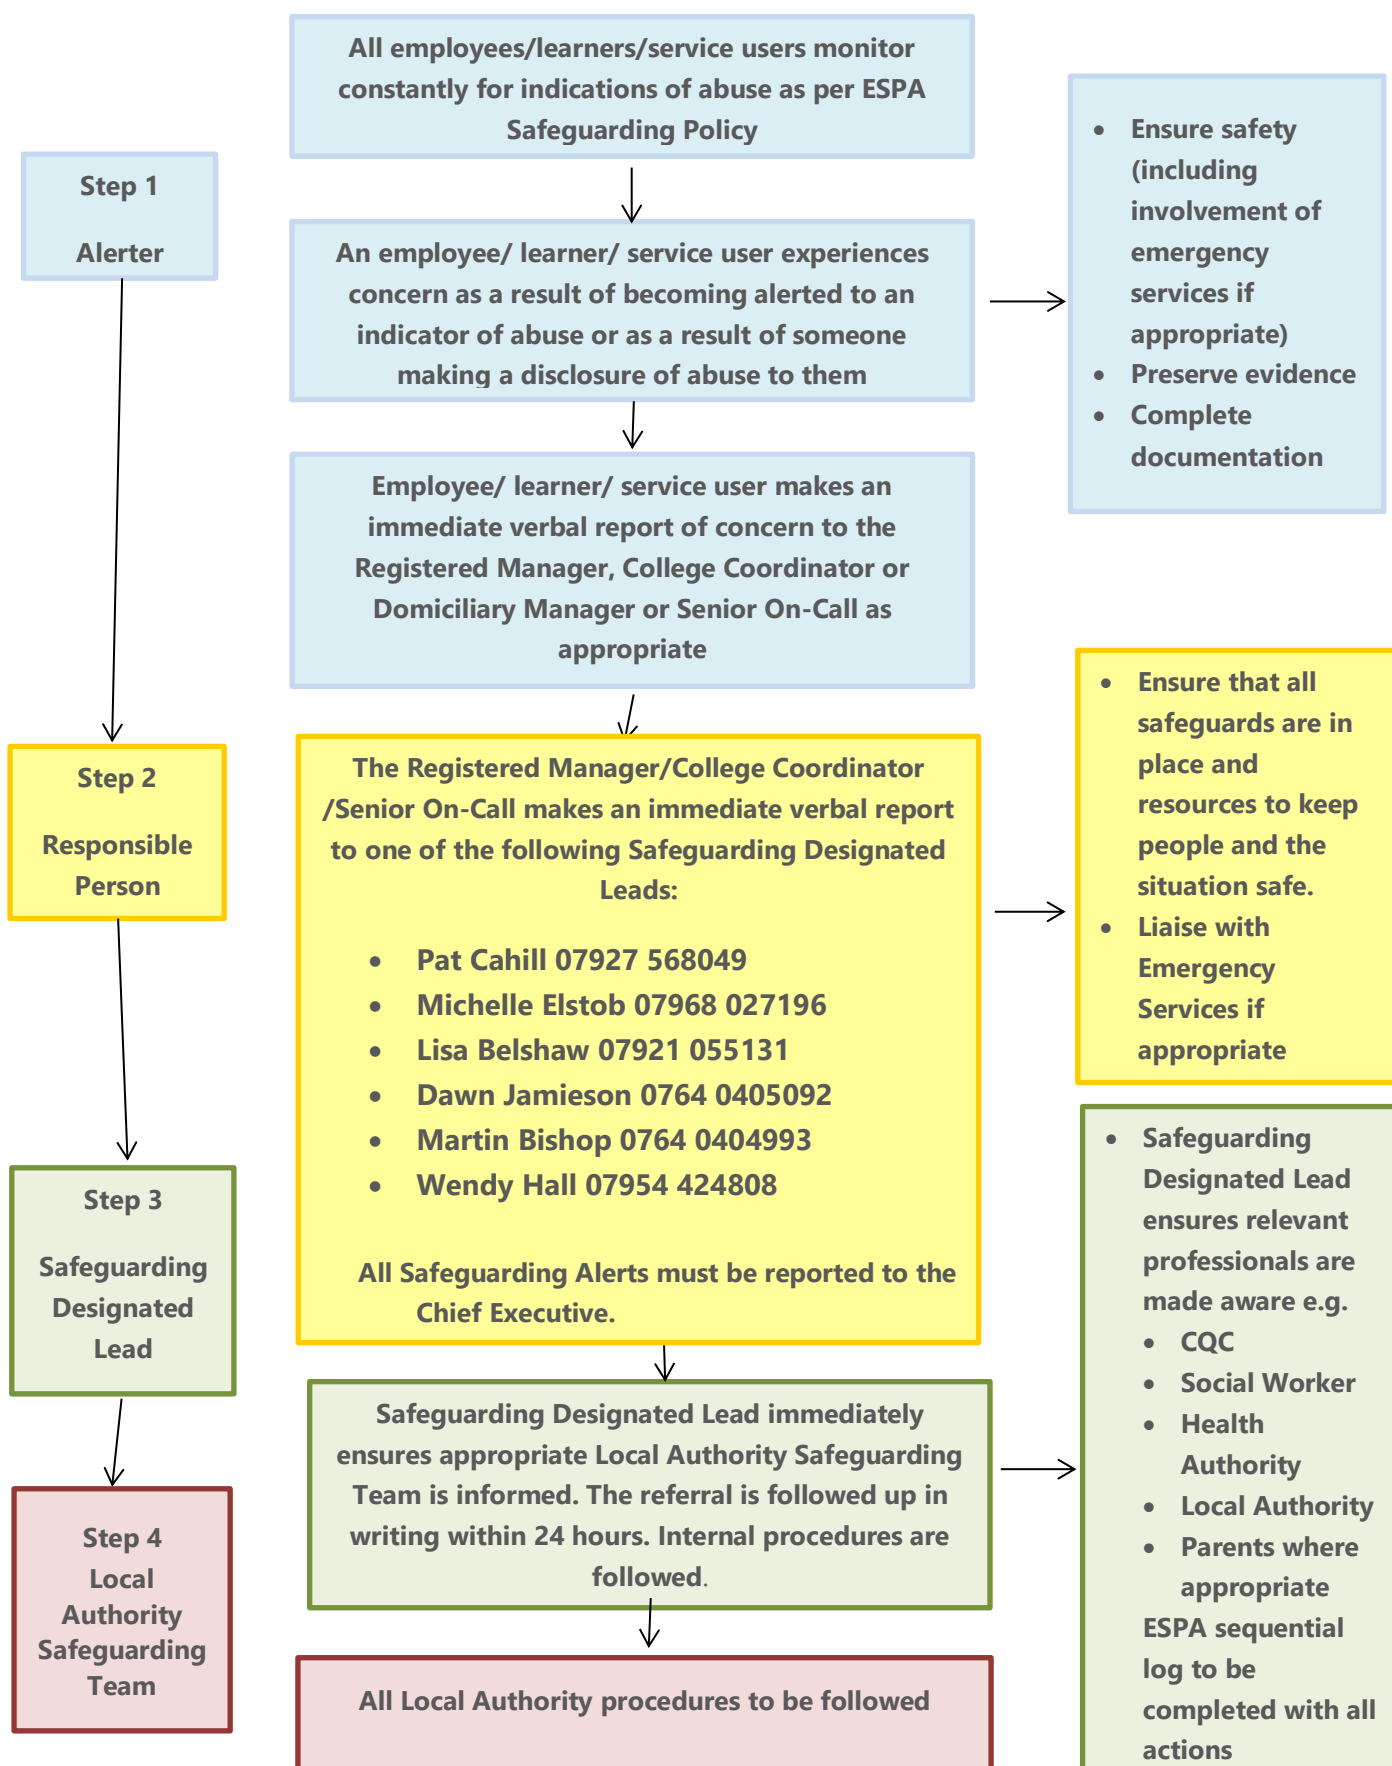 All employees/learners/service users monitor
constantly for indications of abuse as per ESPA
Safeguarding Policy
Step 1
Alerter
An employee/ learner/ service user experiences
concern as a result of becoming alerted to an
indicator of abuse or as a result of someone
making a disclosure of abuse to them
• Ensure safety
(including
involvement of
emergency
services if
appropriate)
• Preserve evidence
• Complete
documentation
Employee/ learner/ service user makes an
immediate verbal report of concern to the
Registered Manager, College Coordinator or
Domiciliary Manager or Senior On-Call as
appropriate
Step 2
Responsible
Person
The Registered Manager/College Coordinator
/Senior On-Call makes an immediate verbal report
to one of the following Safeguarding Designated
Leads:
• Pat Cahill 07927 568049
• Michelle Elstob 07968 027196
• Lisa Belshaw 07921 055131
• Dawn Jamieson 0764 0405092
• Martin Bishop 0764 0404993
• Wendy Hall 07954 424808
All Safeguarding Alerts must be reported to the
Chief Executive.
• Ensure that all
safeguards are in
place and
resources to keep
people and the
situation safe.
• Liaise with
Emergency
Services if
appropriate
Step 3
Safeguarding
Designated
Lead
Safeguarding Designated Lead immediately
ensures appropriate Local Authority Safeguarding
Team is informed. The referral is followed up in
writing within 24 hours. Internal procedures are
followed.
• Safeguarding
Designated Lead
ensures relevant
professionals are
made aware e.g.
• CQC
• Social Worker
• Health
Authority
• Local Authority
• Parents where
appropriate
ESPA sequential
log to be
completed with all
actions
Step 4
Local
Authority
Safeguarding
Team
All Local Authority procedures to be followed